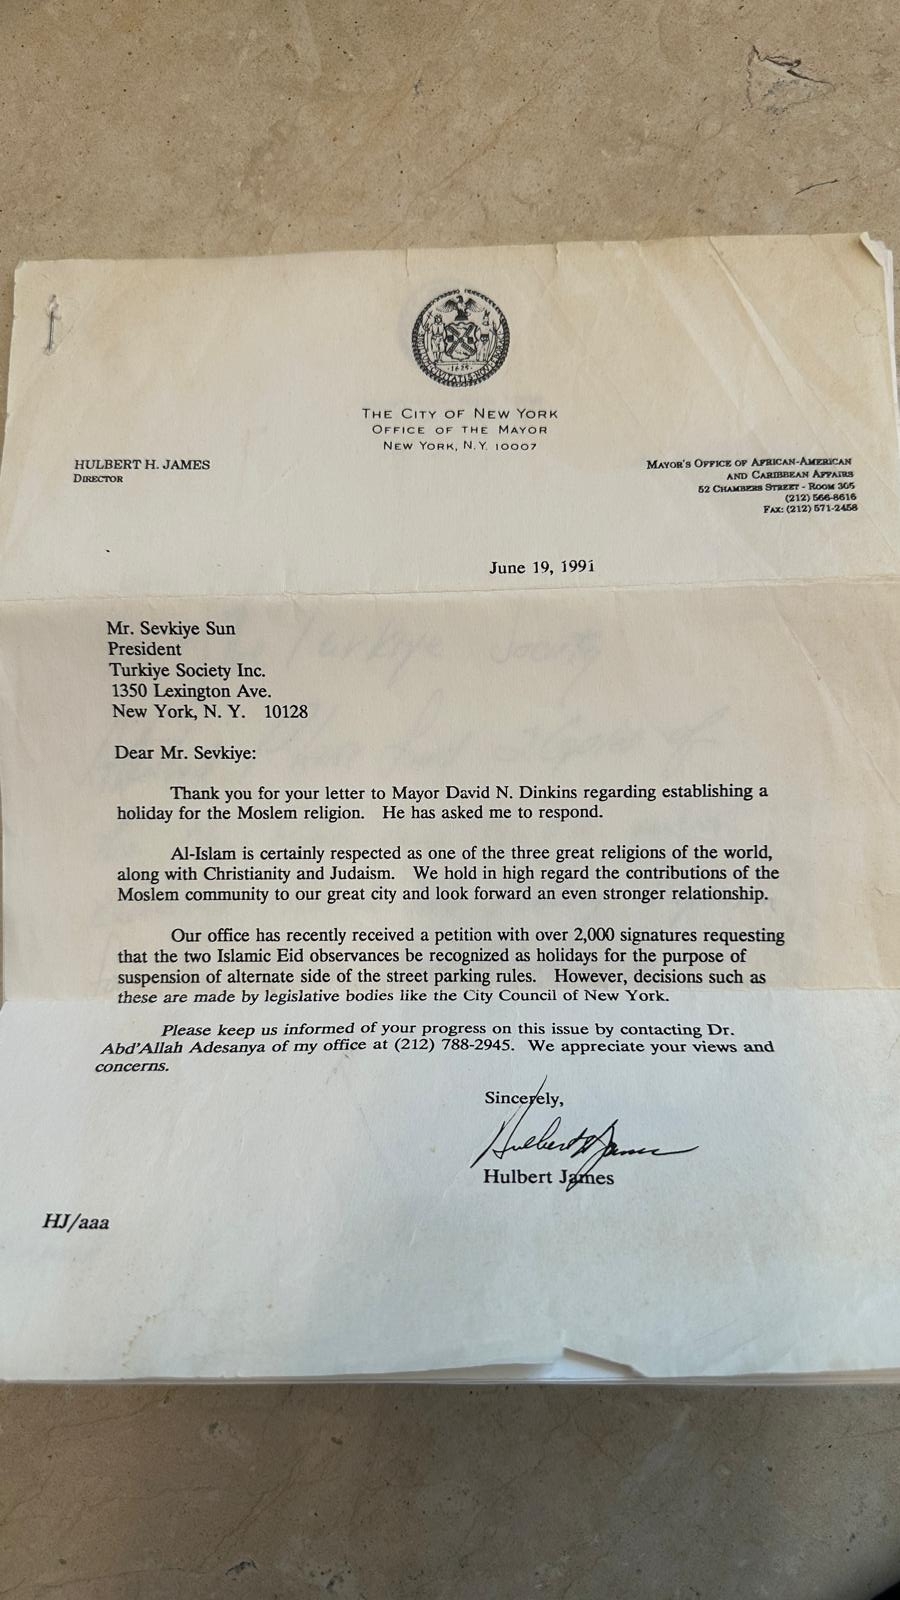 THE CITY OF NEW YORK
OFFICE OF THE MAYOR
NEW YORK, N.Y. 10007
HULBERT H. JAMES
DIRECTOR
MAYOR'S OFFICE OF AFRICAN-AMERICAN
AND CARIBBEAN AFFAIRS
52 CHAMBERS STREET - ROOM 305
(212) 566-8616
FAX: (212) 571-2458
June 19, 1991
Mr. Sevkiye Sun
President
Turkiye Society Inc.
1350 Lexington Ave.
New York, N. Y. 10128
Dear Mr. Sevkiye:
Thank you for your letter to Mayor David N. Dinkins regarding establishing a
holiday for the Moslem religion. He has asked me to respond.
Al-Islam is certainly respected as one of the three great religions of the world,
along with Christianity and Judaism. We hold in high regard the contributions of the
Moslem community to our great city and look forward an even stronger relationship.
Our office has recently received a petition with over 2,000 signatures requesting
that the two Islamic Eid observances be recognized as holidays for the purpose of
suspension of alternate side of the street parking rules. However, decisions such as
these are made by legislative bodies like the City Council of New York.
Please keep us informed of your progress on this issue by contacting Dr.
Abd'Allah Adesanya of my office at (212) 788-2945. We appreciate your views and
concerns.
Sincerely,
Hulbert James
Hulbert James
HJ/aaa